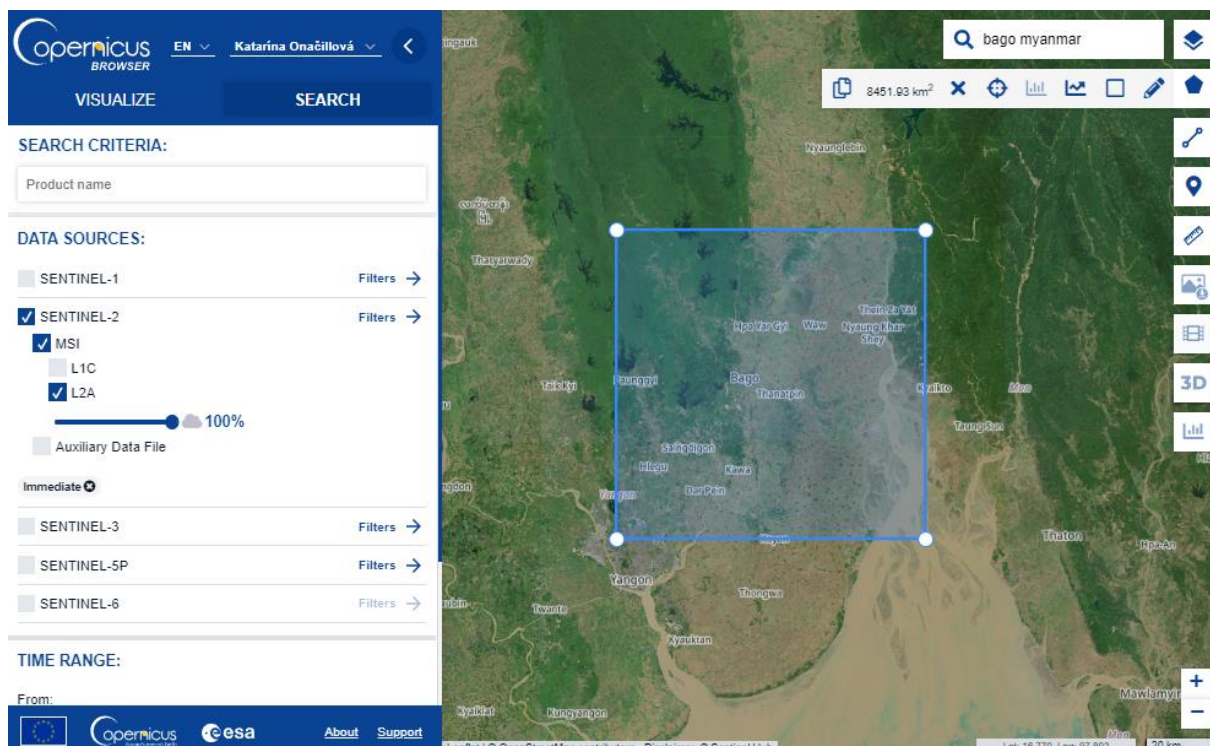 Copernicus
BROWSER
EN
Katarína Onačillová
VISUALIZE
SEARCH
SEARCH CRITERIA:
Product name
DATA SOURCES:
SENTINEL-1
Filters →
SENTINEL-2
Filters →
MSI
L1C
L2A
100%
Auxiliary Data File
Immediate
SENTINEL-3
Filters →
SENTINEL-5P
Filters →
SENTINEL-6
Filters →
TIME RANGE:
From:
Copernicus
esa
About
Support
bago myanmar
8451.93 km²
3D
Nyaunglebin
Tharyarwady
Thein Za Yat
Hpa Yar Gyi
Waw
Nyaung Khar
Shey
Taik Kyi
Paunggyi
Bago
Thanatpin
Kyaikto
Mon
Taung Sun
Saingdigon
Hlegu
Kawa
Dar Pein
Yangon
Thaton
Hpa-An
Yangon
Thongwa
Twante
Kyauktan
Kyaiklat
Kungyangon
Mawlamyi
+
−
Mon
20 km